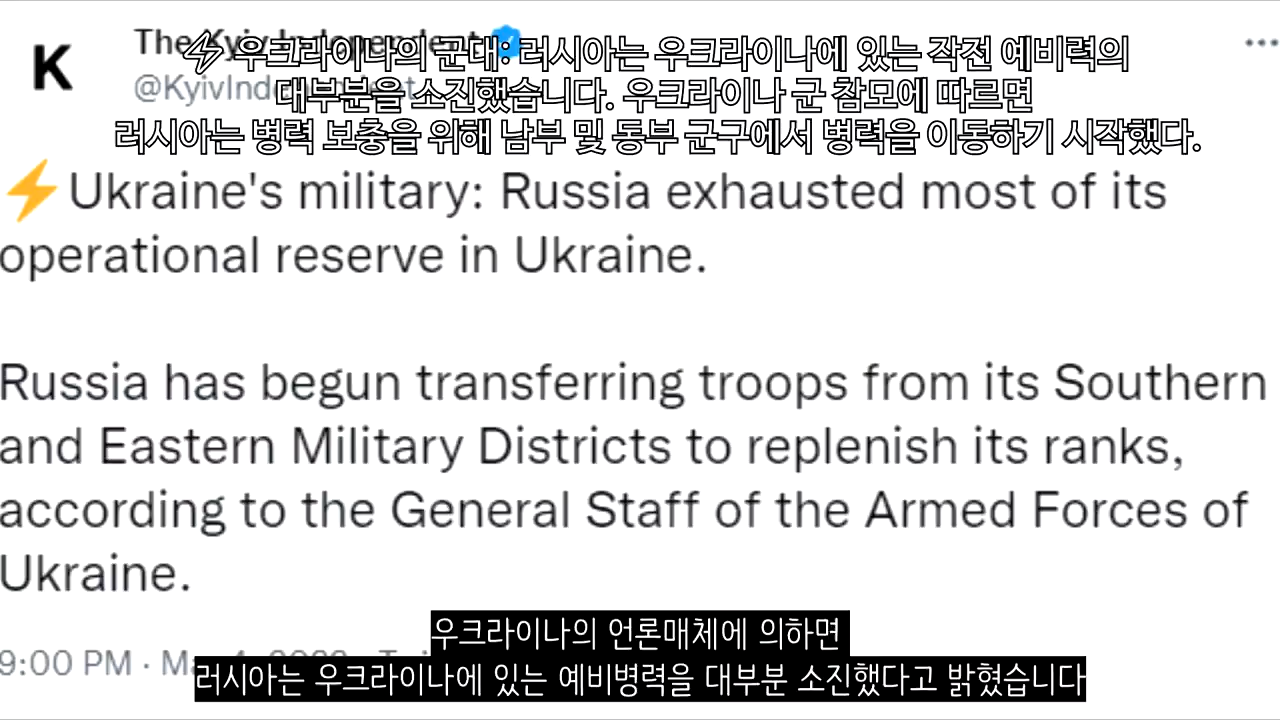 K
The Kyiv Independent
@KyivInd
⚡우크라이나의 군대: 러시아는 우크라이나에 있는 작전 예비력의
대부분을 소진했습니다. 우크라이나 군 참모에 따르면
러시아는 병력 보충을 위해 남부 및 동부 군구에서 병력을 이동하기 시작했다.
⚡Ukraine's military: Russia exhausted most of its
operational reserve in Ukraine.
Russia has begun transferring troops from its Southern
and Eastern Military Districts to replenish its ranks,
according to the General Staff of the Armed Forces of
Ukraine.
우크라이나의 언론매체에 의하면
9:00 PM ·
러시아는 우크라이나에 있는 예비병력을 대부분 소진했다고 밝혔습니다